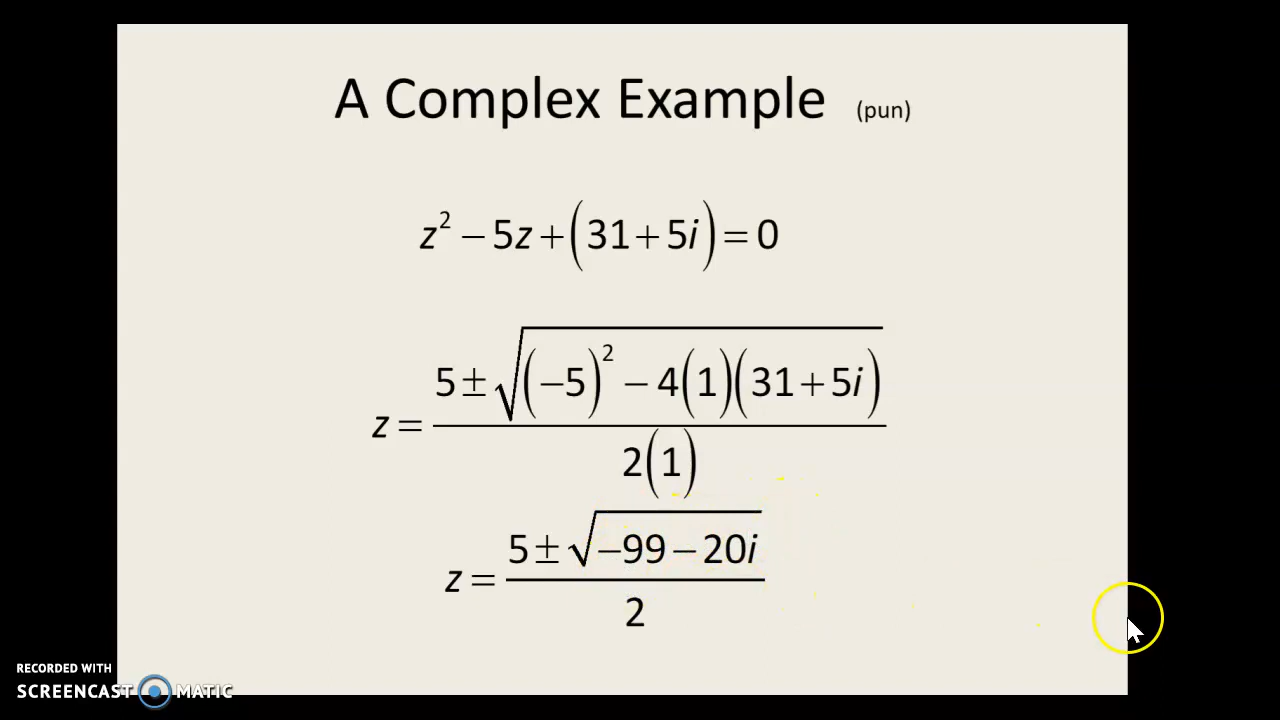 A Complex Example (pun)
z² − 5z + (31 + 5i) = 0
z = (5 ± √((−5)² − 4(1)(31 + 5i))) / (2(1))
z = (5 ± √(−99 − 20i)) / 2
RECORDED WITH
SCREENCAST MATIC